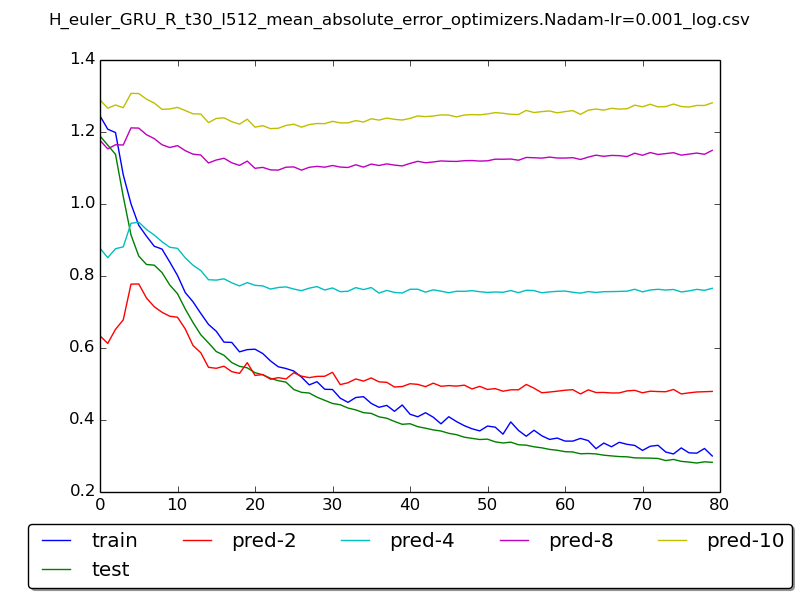 H_euler_GRU_R_t30_l512_mean_absolute_error_optimizers.Nadam-lr=0.001_log.csv
1.4
1.2
1.0
0.8
0.6
0.4
0.2
0 10 20 30 40 50 60 70 80
train pred-2 pred-4 pred-8 pred-10
test